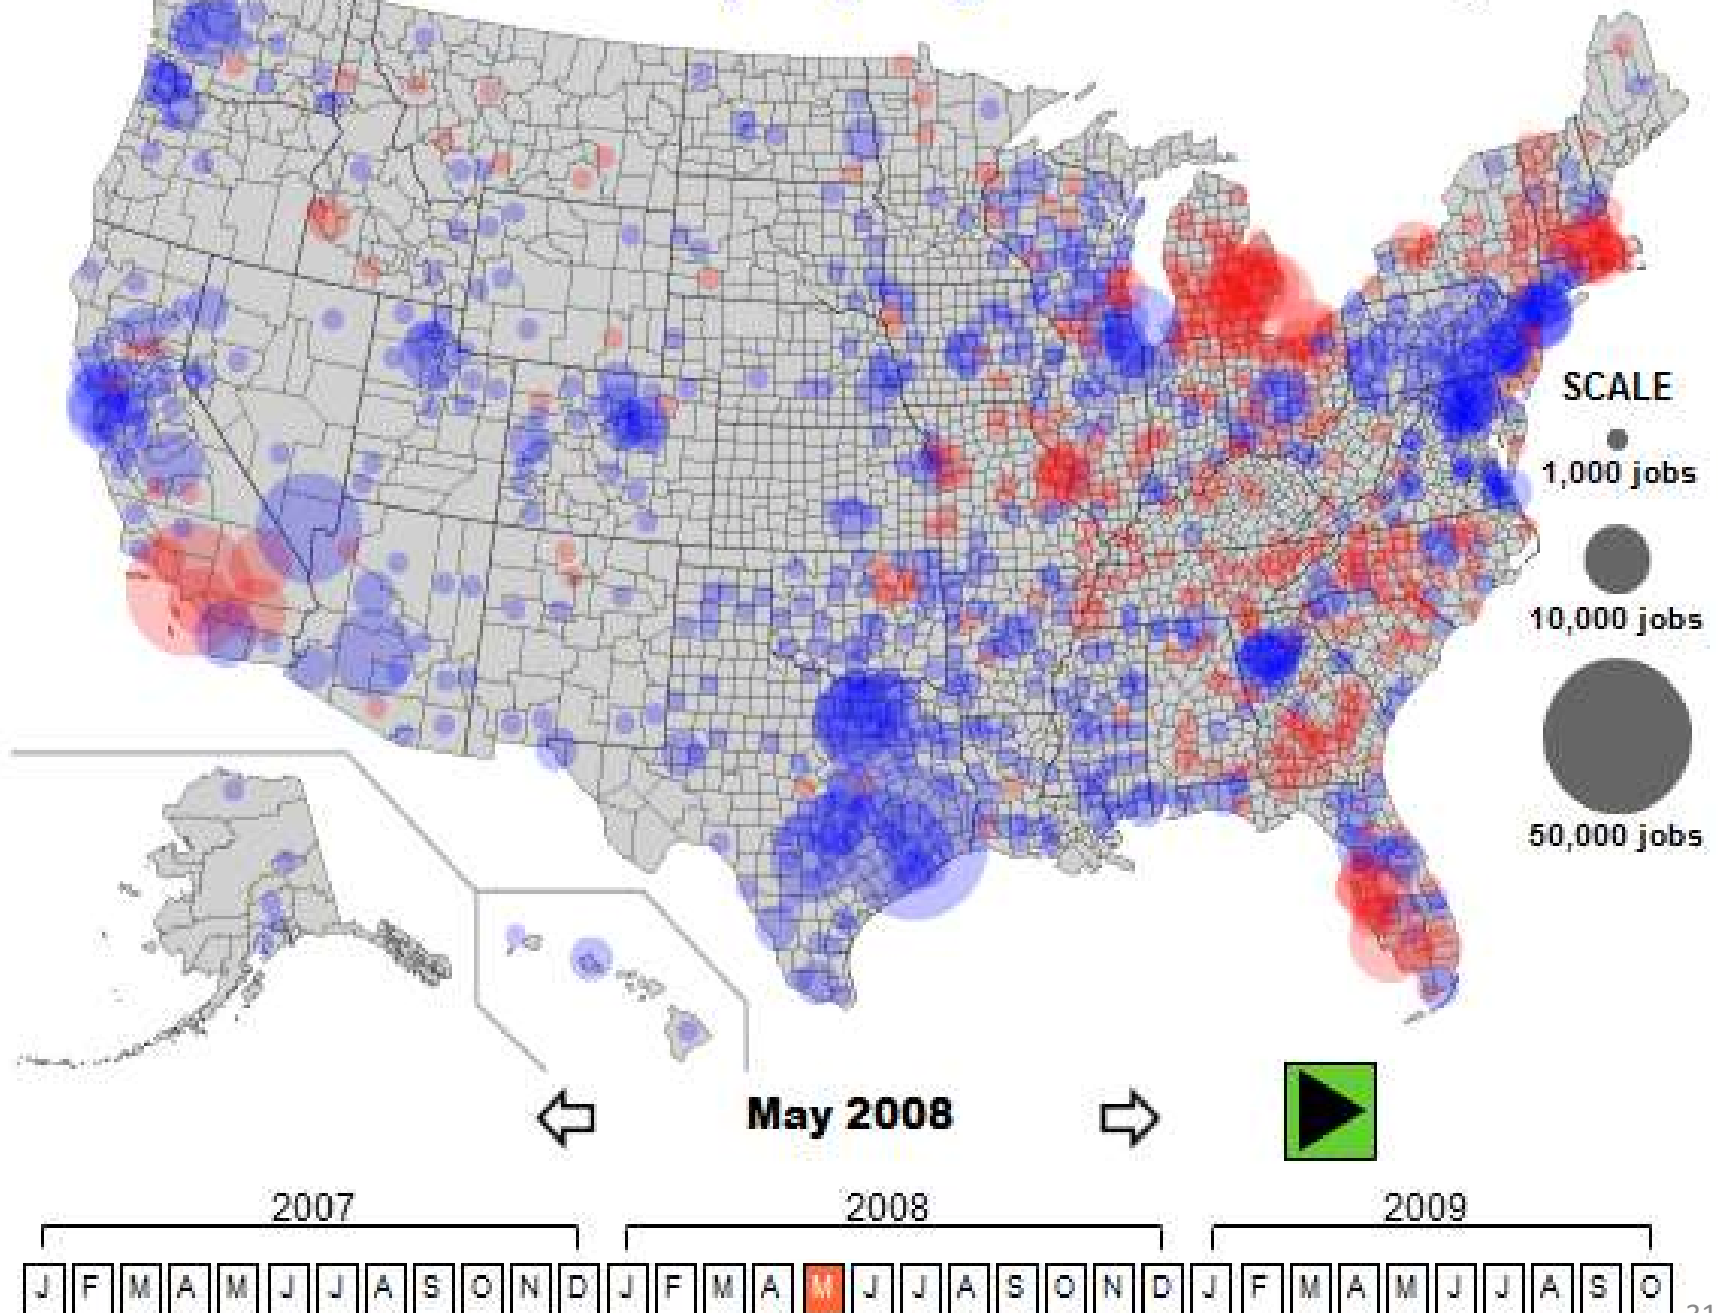 SCALE
1,000 jobs
10,000 jobs
50,000 jobs
May 2008
2007 2008 2009
J F M A M J J A S O N D J F M A M J J A S O N D J F M A M J J A S O